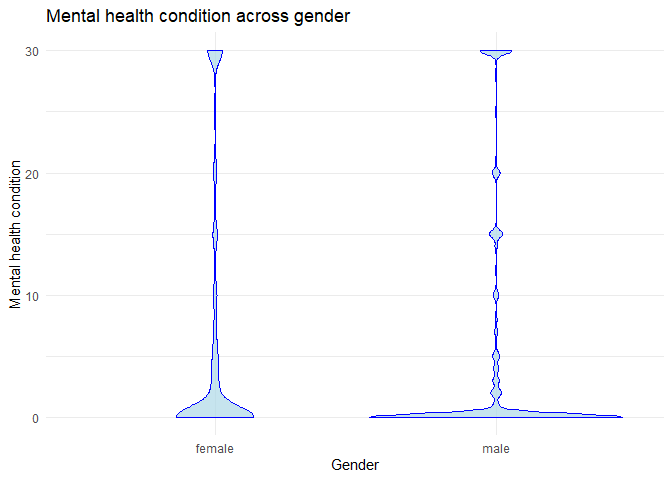 Mental health condition across gender
30
20
10
0
Mental health condition
female
male
Gender